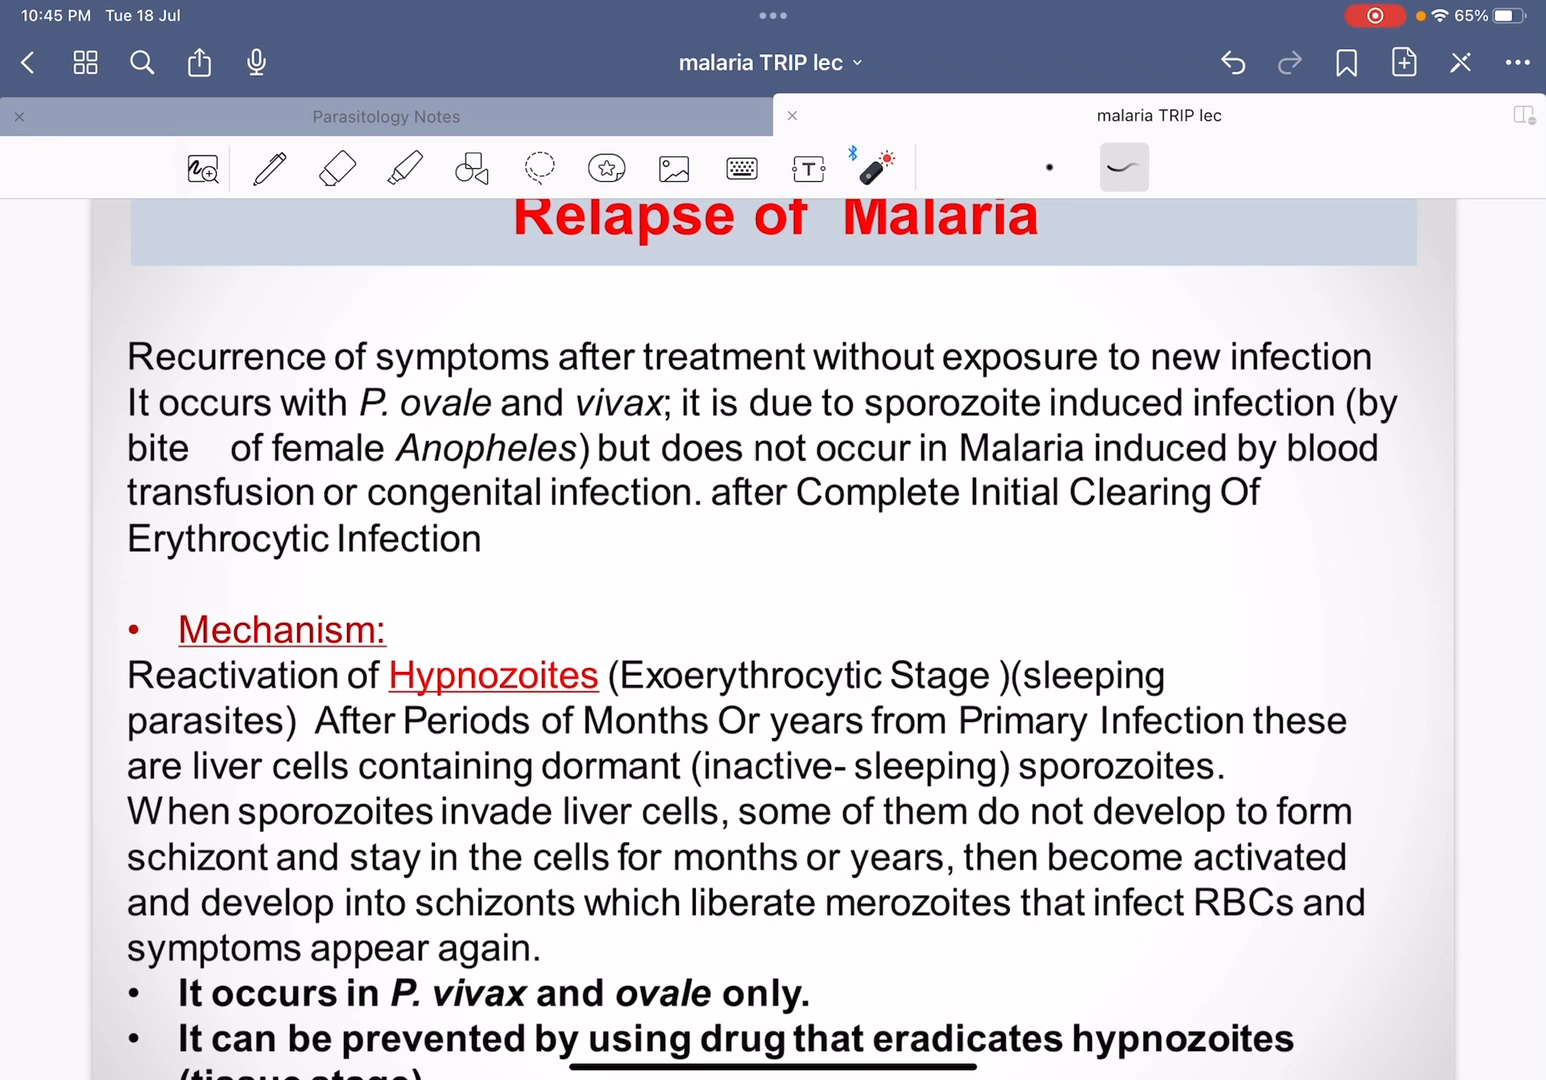 10:45 PM Tue 18 Jul
65%
malaria TRIP lec
Parasitology Notes
malaria TRIP lec
T
Relapse of Malaria
Recurrence of symptoms after treatment without exposure to new infection
It occurs with P. ovale and vivax; it is due to sporozoite induced infection (by
bite of female Anopheles) but does not occur in Malaria induced by blood
transfusion or congenital infection. after Complete Initial Clearing Of
Erythrocytic Infection
• Mechanism:
Reactivation of Hypnozoites (Exoerythrocytic Stage )(sleeping
parasites) After Periods of Months Or years from Primary Infection these
are liver cells containing dormant (inactive- sleeping) sporozoites.
When sporozoites invade liver cells, some of them do not develop to form
schizont and stay in the cells for months or years, then become activated
and develop into schizonts which liberate merozoites that infect RBCs and
symptoms appear again.
• It occurs in P. vivax and ovale only.
• It can be prevented by using drug that eradicates hypnozoites
(tissue stage)